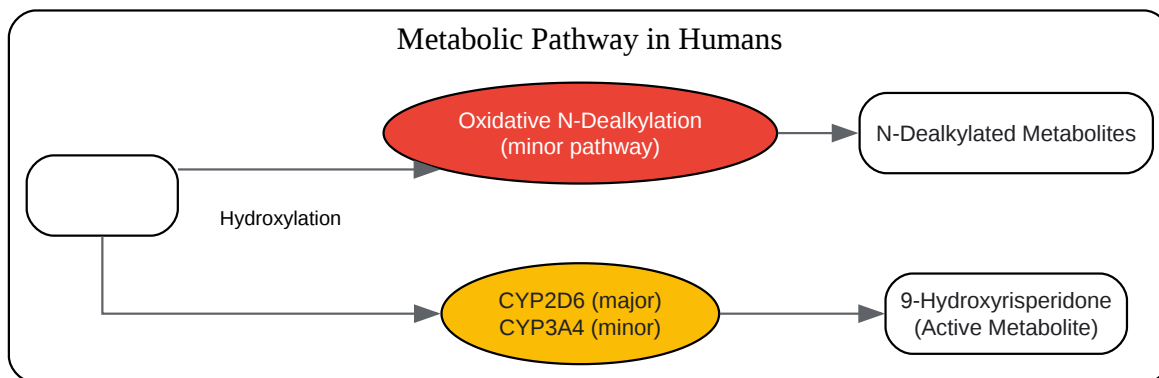 Metabolic Pathway in Humans
Oxidative N-Dealkylation
(minor pathway)
N-Dealkylated Metabolites
Hydroxylation
CYP2D6 (major)
CYP3A4 (minor)
9-Hydroxyrisperidone
(Active Metabolite)